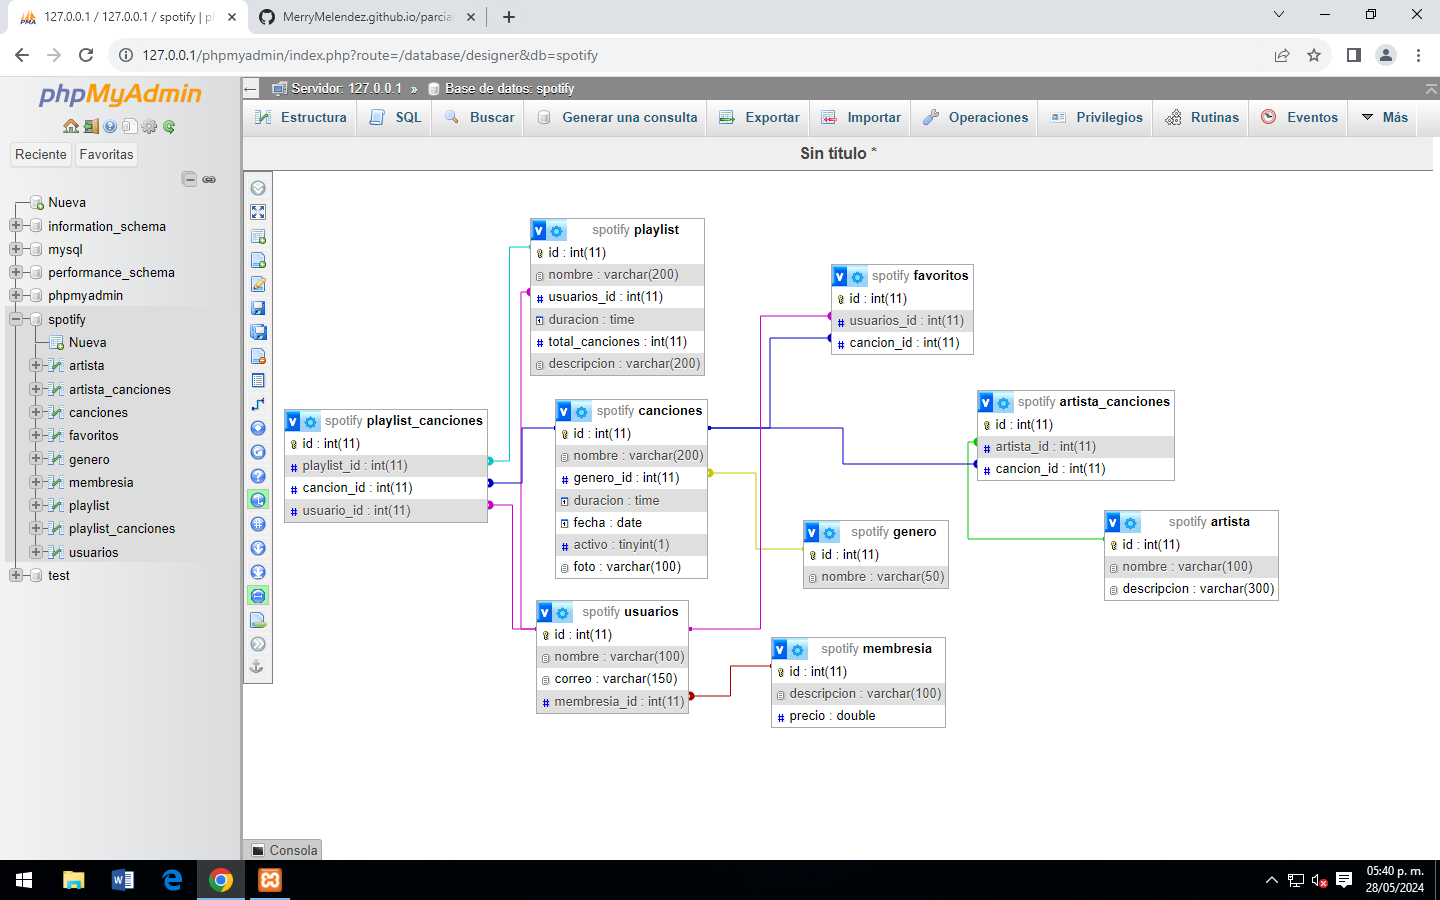 127.0.0.1 / 127.0.0.1 / spotify | p
MerryMelendez.github.io/parcia
127.0.0.1/phpmyadmin/index.php?route=/database/designer&db=spotify
phpMyAdmin
Reciente
Favoritas
Nueva
information_schema
mysql
performance_schema
phpmyadmin
spotify
Nueva
artista
artista_canciones
canciones
favoritos
genero
membresia
playlist
playlist_canciones
usuarios
test
Servidor: 127.0.0.1 » Base de datos: spotify
Estructura
SQL
Buscar
Generar una consulta
Exportar
Importar
Operaciones
Privilegios
Rutinas
Eventos
Más
Sin título *
spotify playlist
id : int(11)
nombre : varchar(200)
usuarios_id : int(11)
duracion : time
total_canciones : int(11)
descripcion : varchar(200)
spotify favoritos
id : int(11)
usuarios_id : int(11)
cancion_id : int(11)
spotify playlist_canciones
id : int(11)
playlist_id : int(11)
cancion_id : int(11)
usuario_id : int(11)
spotify canciones
id : int(11)
nombre : varchar(200)
genero_id : int(11)
duracion : time
fecha : date
activo : tinyint(1)
foto : varchar(100)
spotify artista_canciones
id : int(11)
artista_id : int(11)
cancion_id : int(11)
spotify genero
id : int(11)
nombre : varchar(50)
spotify artista
id : int(11)
nombre : varchar(100)
descripcion : varchar(300)
spotify usuarios
id : int(11)
nombre : varchar(100)
correo : varchar(150)
membresia_id : int(11)
spotify membresia
id : int(11)
descripcion : varchar(100)
precio : double
Consola
05:40 p. m.
28/05/2024